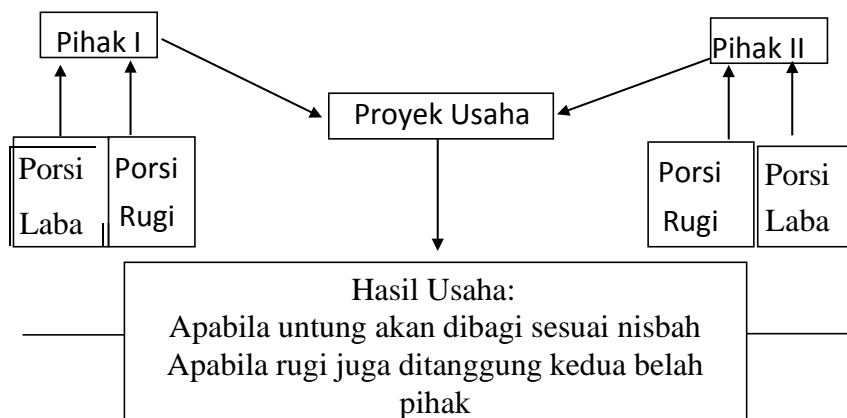 Pihak I
Pihak II
Proyek Usaha
Porsi
Laba
Porsi
Rugi
Porsi
Rugi
Porsi
Laba
Hasil Usaha:
Apabila untung akan dibagi sesuai nisbah
Apabila rugi juga ditanggung kedua belah
pihak